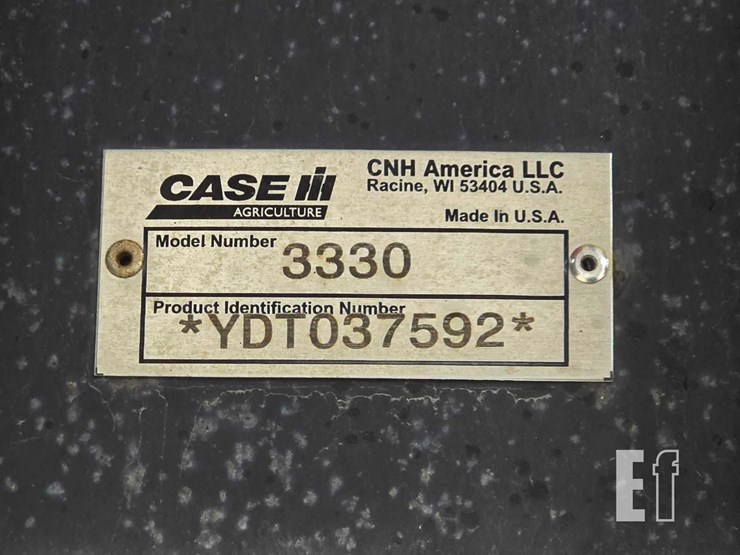 CASE IH
AGRICULTURE
CNH America LLC
Racine, WI 53404 U.S.A.
Made In U.S.A.
Model Number
3330
Product Identification Number
*YDT037592*
Ef